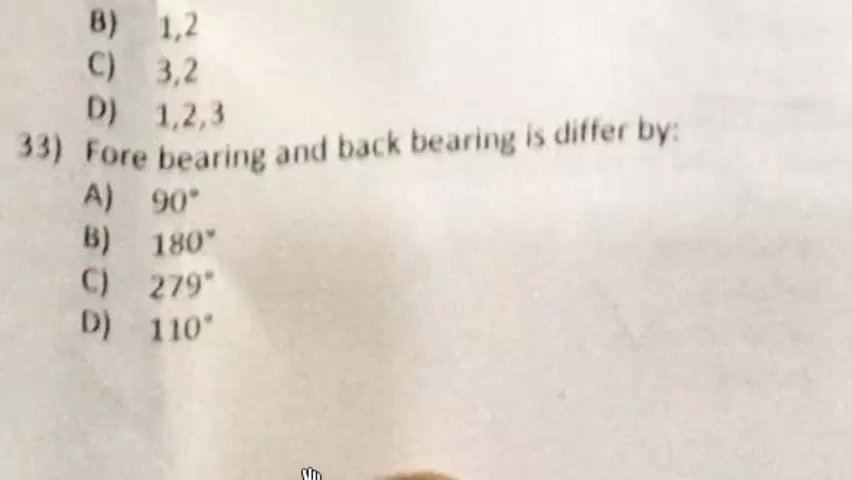 B) 1,2
C) 3,2
D) 1,2,3
33) Fore bearing and back bearing is differ by:
A) 90°
B) 180°
C) 279°
D) 110°